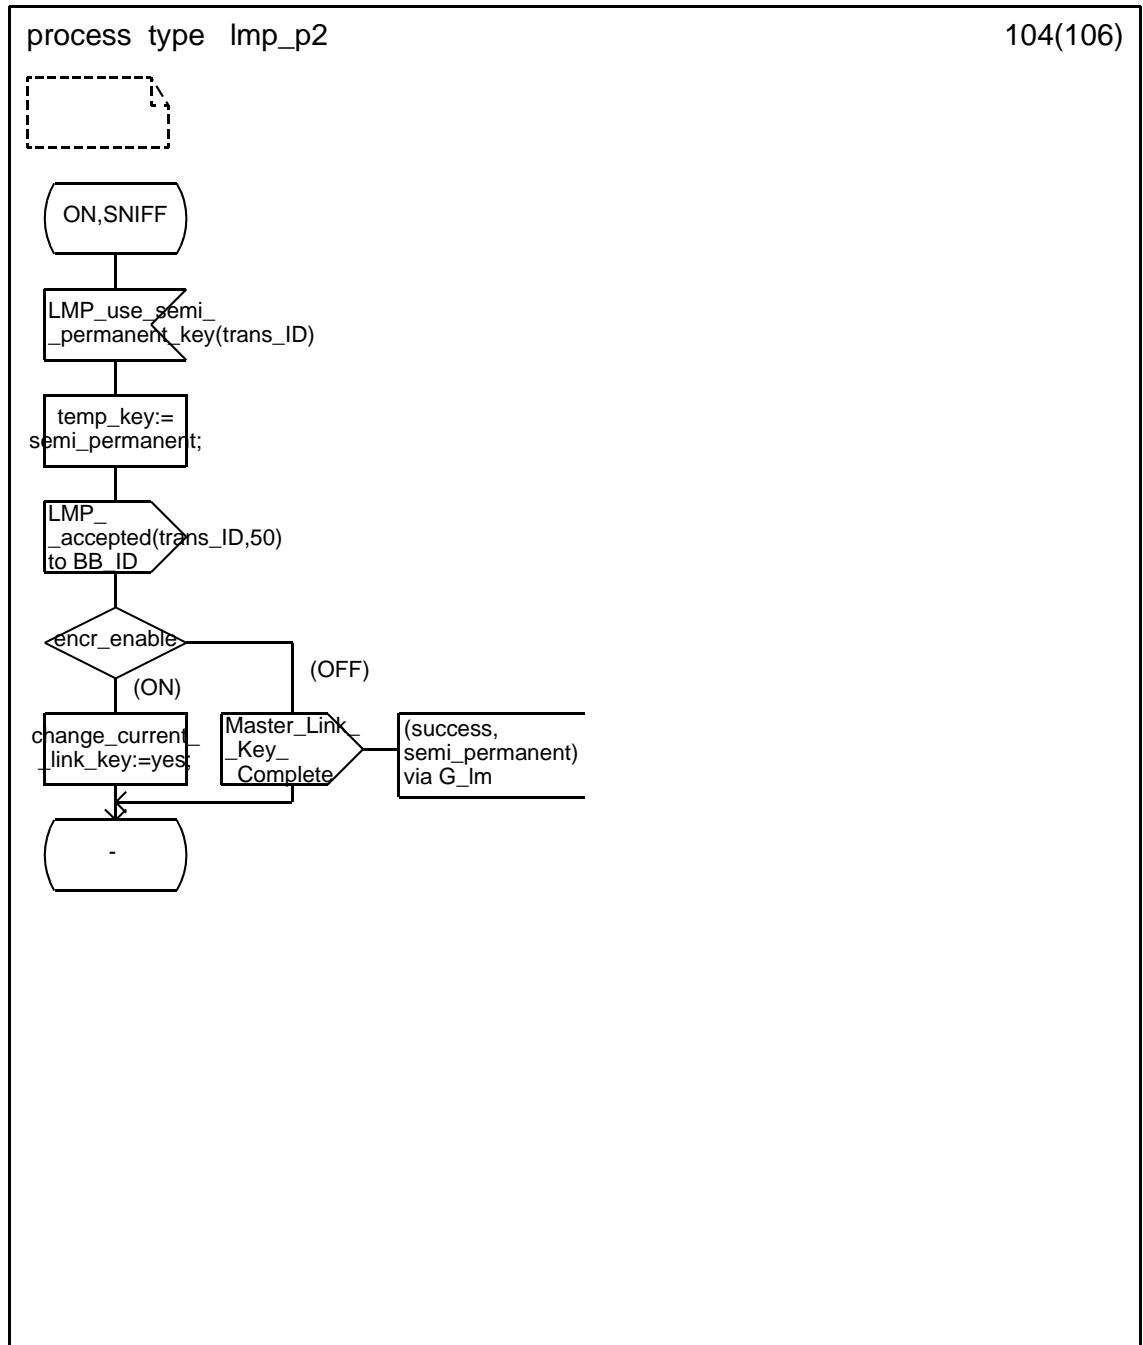 process type lmp_p2 104(106)
ON,SNIFF
LMP_use_semi_
_permanent_key(trans_ID)
temp_key:=
semi_permanent;
LMP_
_accepted(trans_ID,50)
to BB_ID
encr_enable
(ON)
(OFF)
change_current_
_link_key:=yes;
Master_Link_
_Key_
_Complete
(success,
semi_permanent)
via G_lm
-